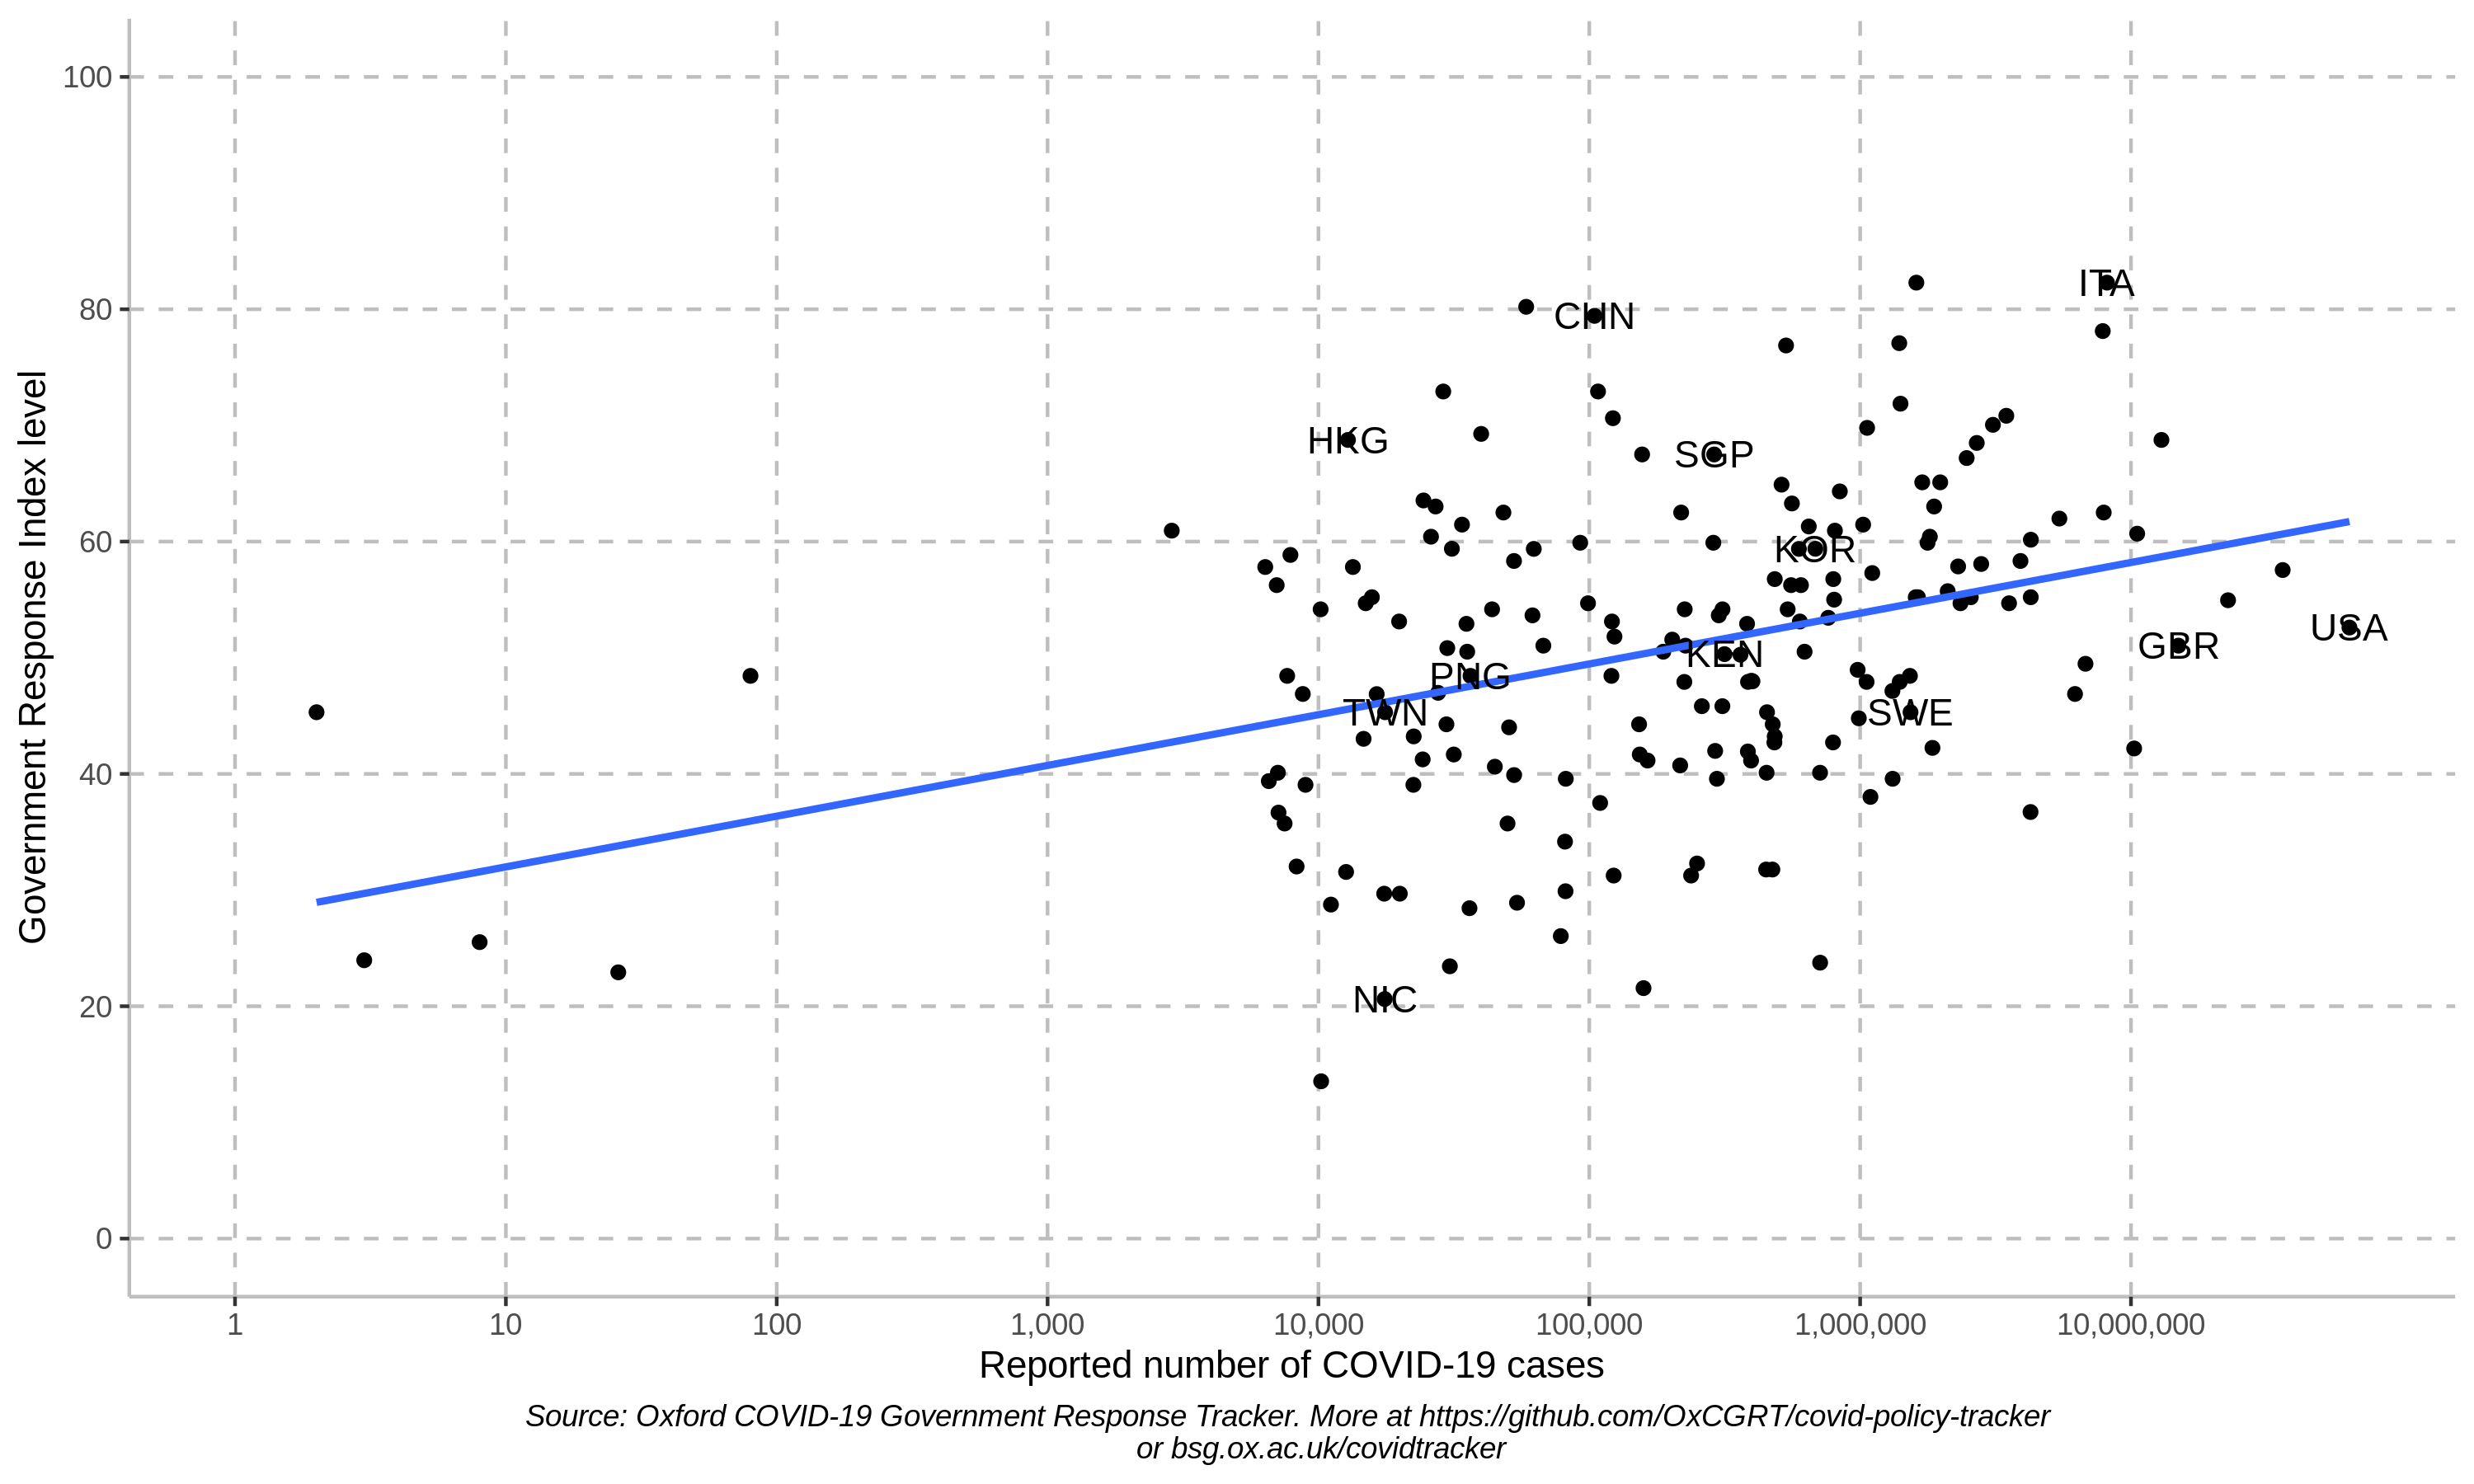 Government Response Index level
100
80
60
40
20
0
ITA
CHN
HKG
SGP
KOR
USA
GBR
KEN
PNG
TWN
SWE
NIC
1 10 100 1,000 10,000 100,000 1,000,000 10,000,000
Reported number of COVID-19 cases
Source: Oxford COVID-19 Government Response Tracker. More at https://github.com/OxCGRT/covid-policy-tracker
or bsg.ox.ac.uk/covidtracker